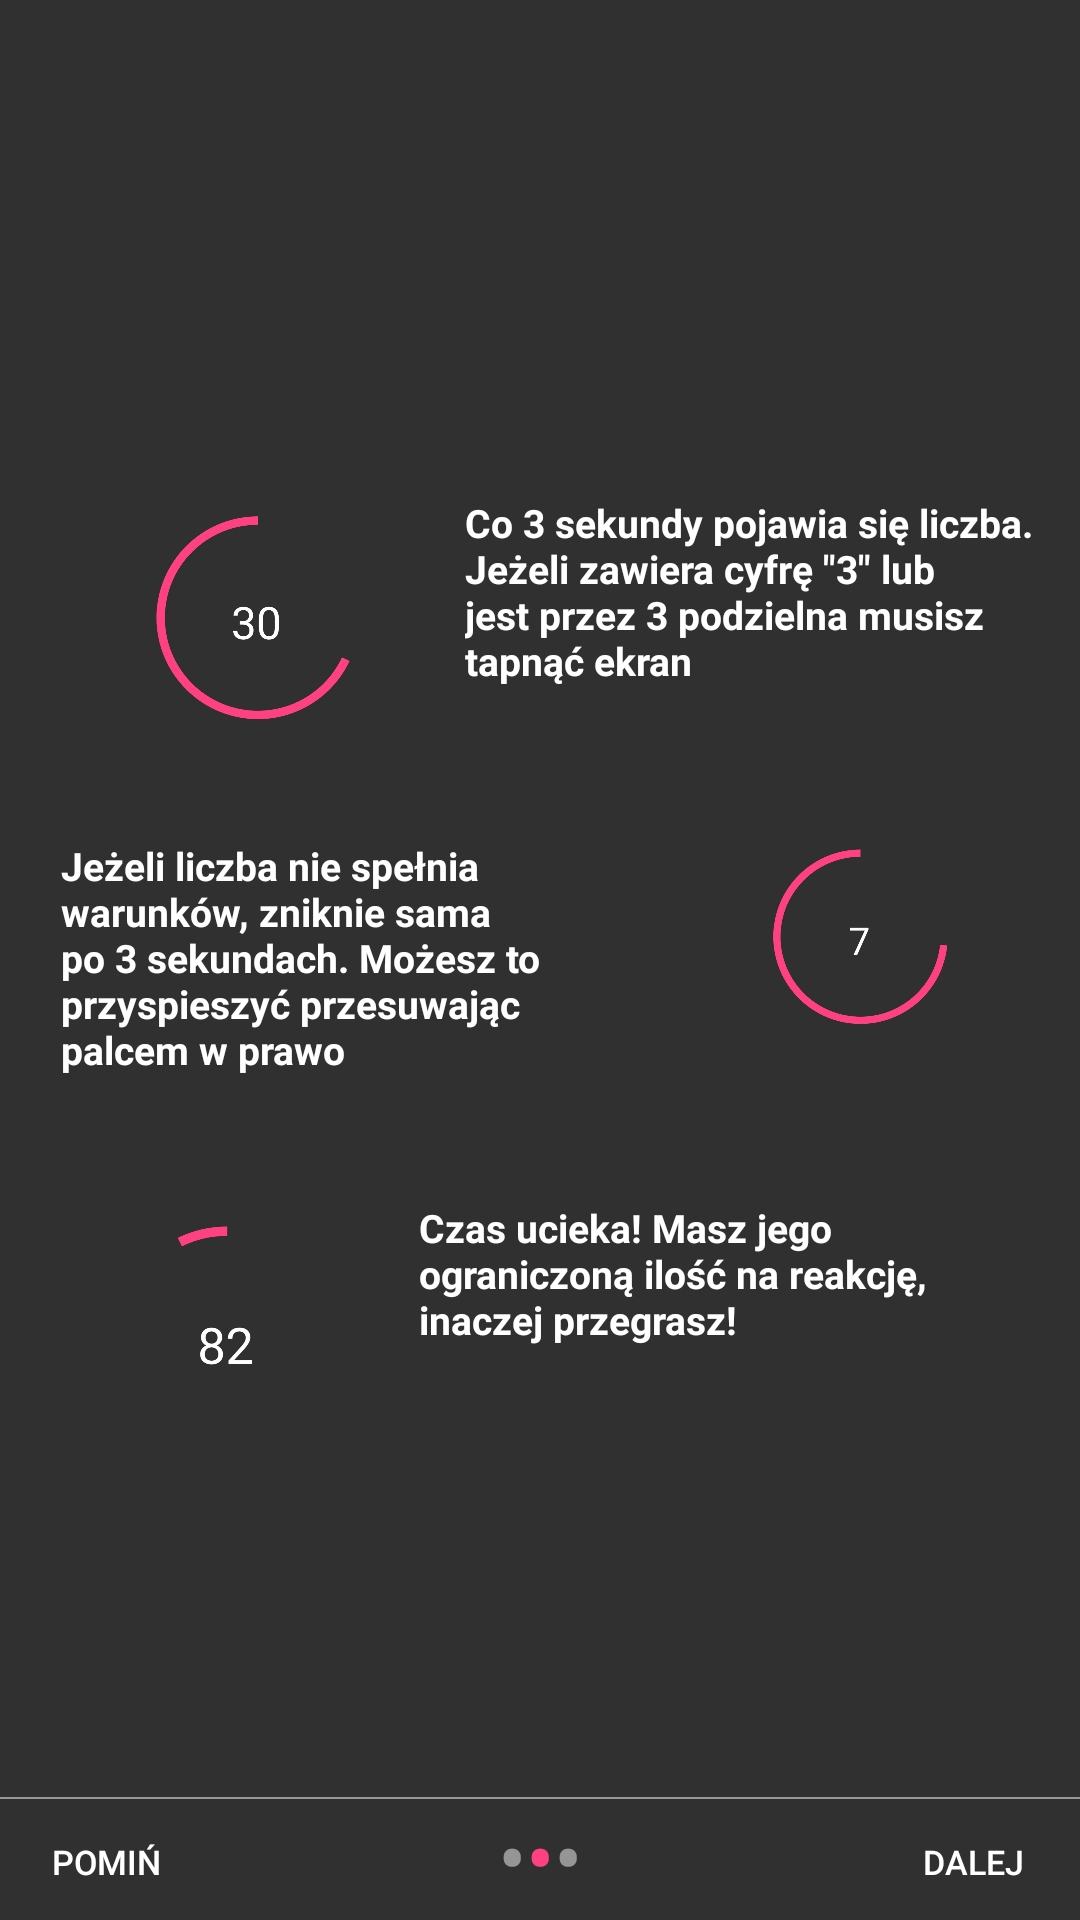 30
Co 3 sekundy pojawia się liczba.
Jeżeli zawiera cyfrę "3" lub
jest przez 3 podzielna musisz
tapnąć ekran
Jeżeli liczba nie spełnia
warunków, zniknie sama
po 3 sekundach. Możesz to
przyspieszyć przesuwając
palcem w prawo
7
82
Czas ucieka! Masz jego
ograniczoną ilość na reakcję,
inaczej przegrasz!
POMIŃ
DALEJ